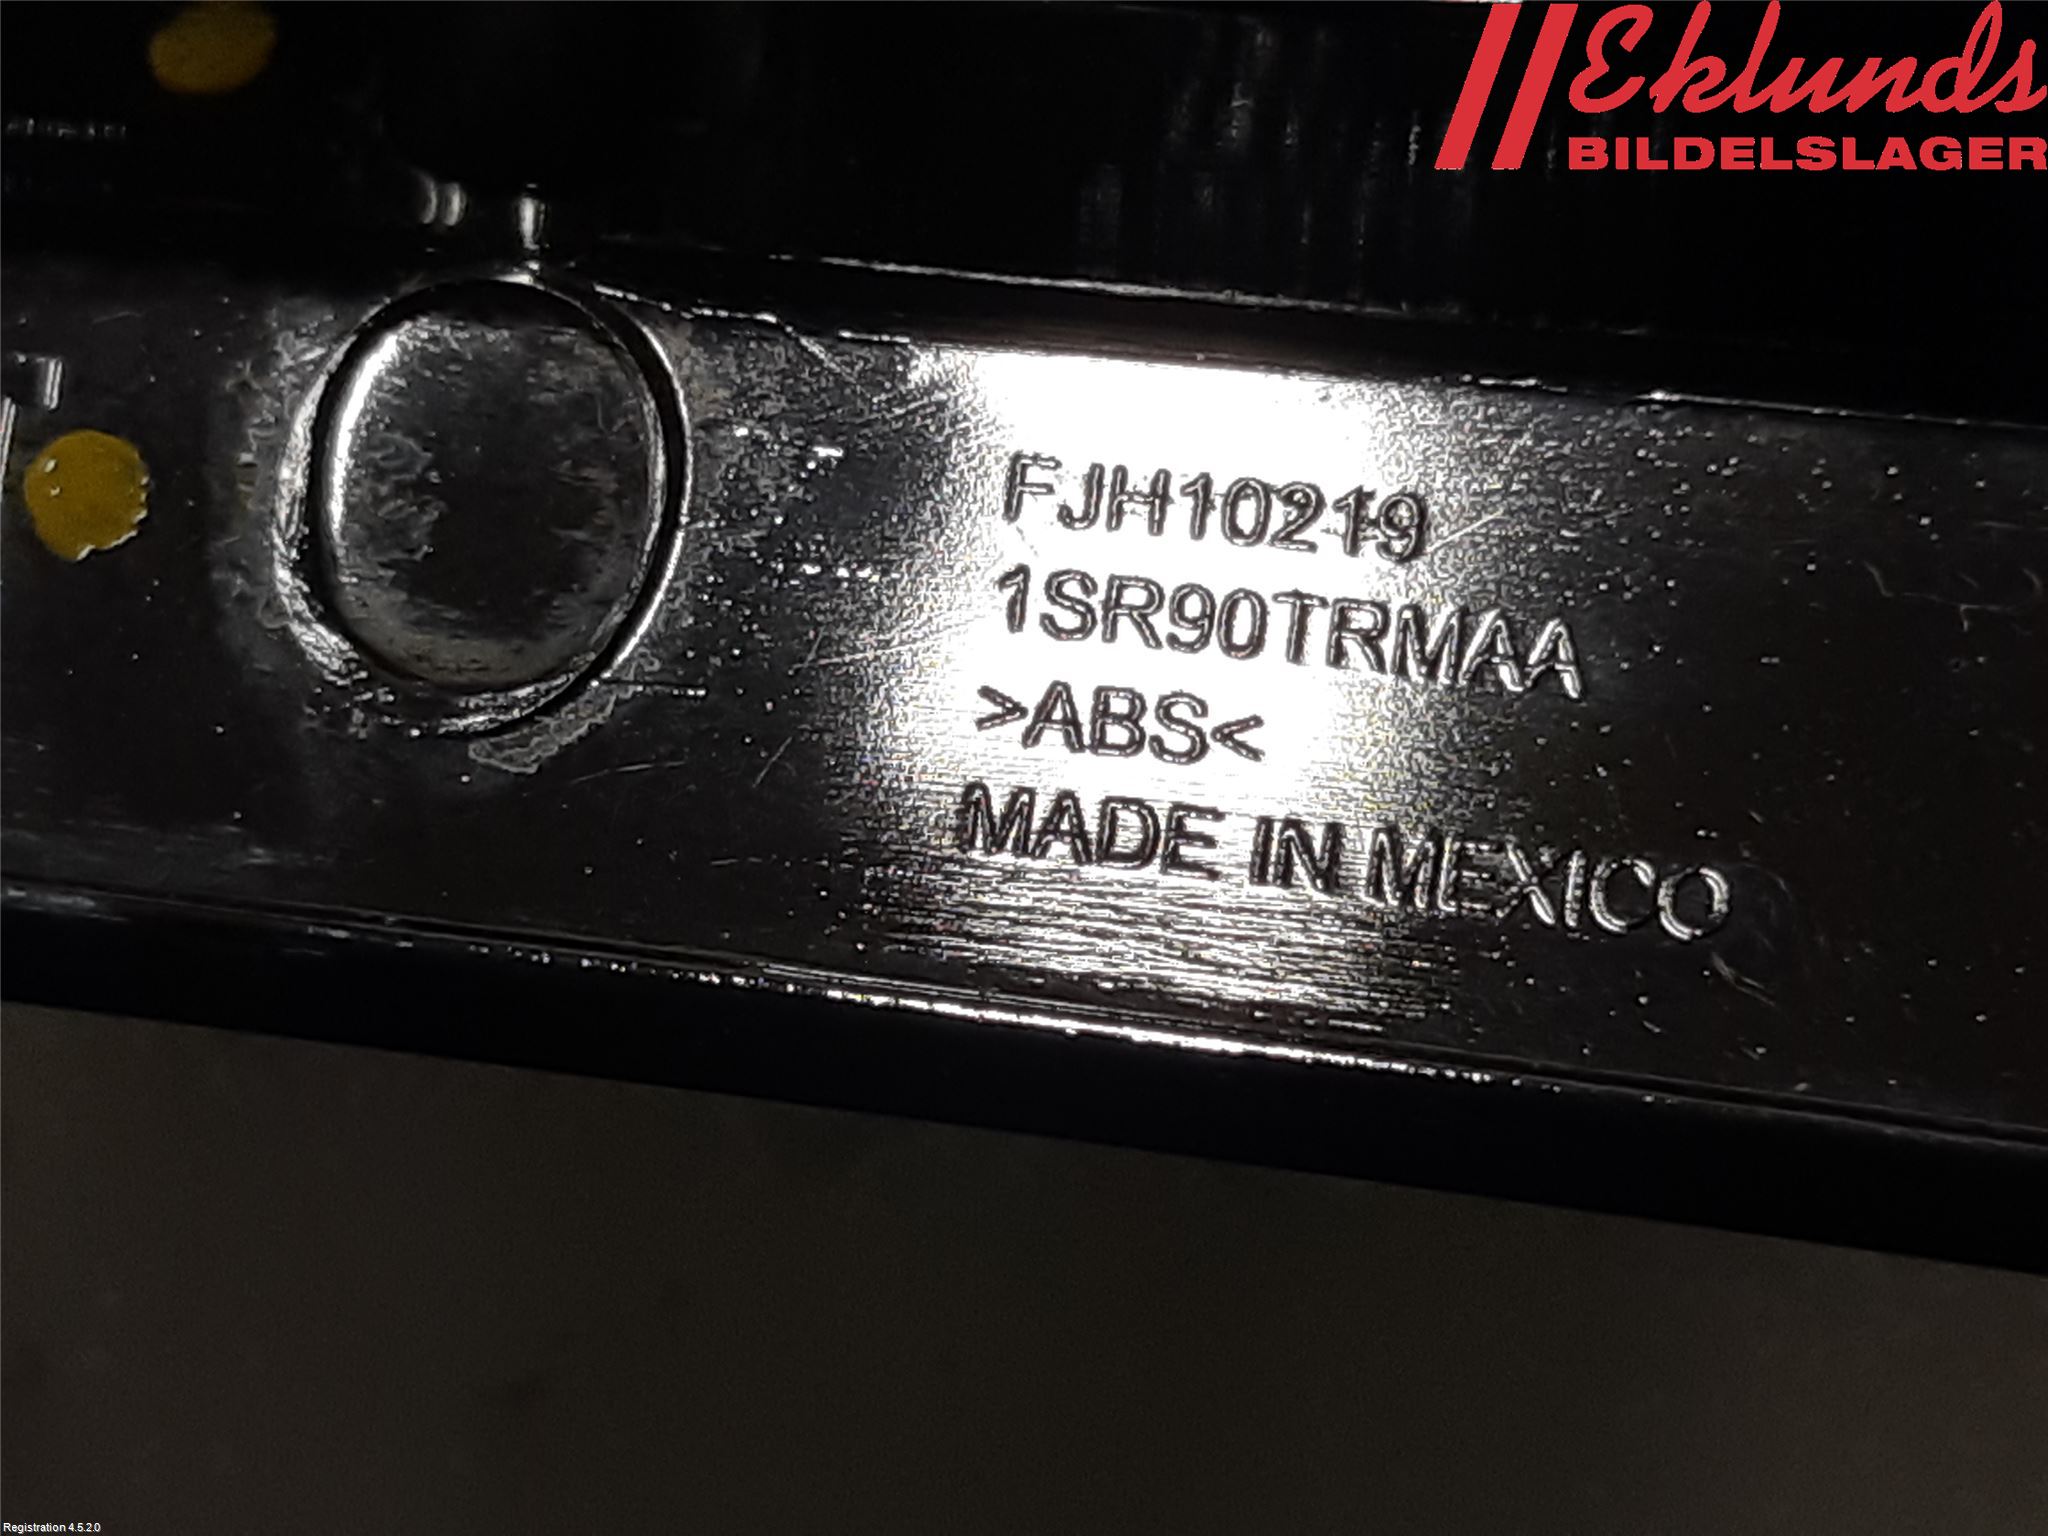 Eklunds
BILDELSLAGER
FJH10219
1SR90TRMAA
>ABS<
MADE IN MEXICO
Registration 4.5.2.0